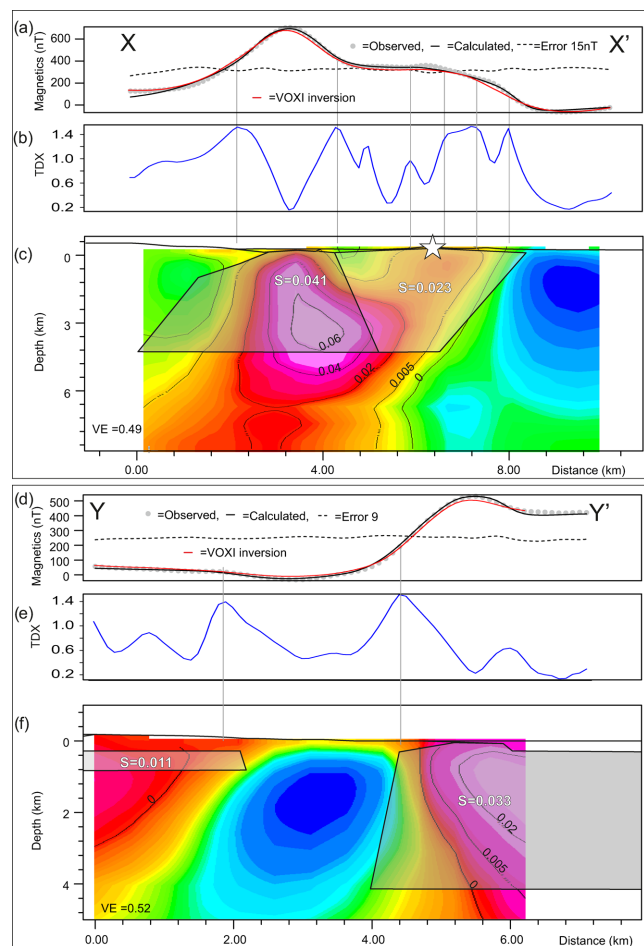 (a)
X
X'
Magnetics (nT)
600
400
200
0
=Observed, =Calculated, =Error 15nT
=VOXI inversion
(b)
TDX
1.4
1.0
0.6
0.2
(c)
Depth (km)
0
3
6
S=0.041
S=0.023
0.06
0.04
0.02
0.005
0
VE =0.49
0.00
4.00
8.00
Distance (km)
(d)
Y
Y'
Magnetics (nT)
500
400
300
200
100
0
=Observed, =Calculated, =Error 9
=VOXI inversion
(e)
TDX
1.4
1.0
0.6
0.2
(f)
Depth (km)
0
2
4
S=0.011
0
S=0.033
0.02
0.005
0
VE =0.52
0.00
2.00
4.00
6.00
Distance (km)